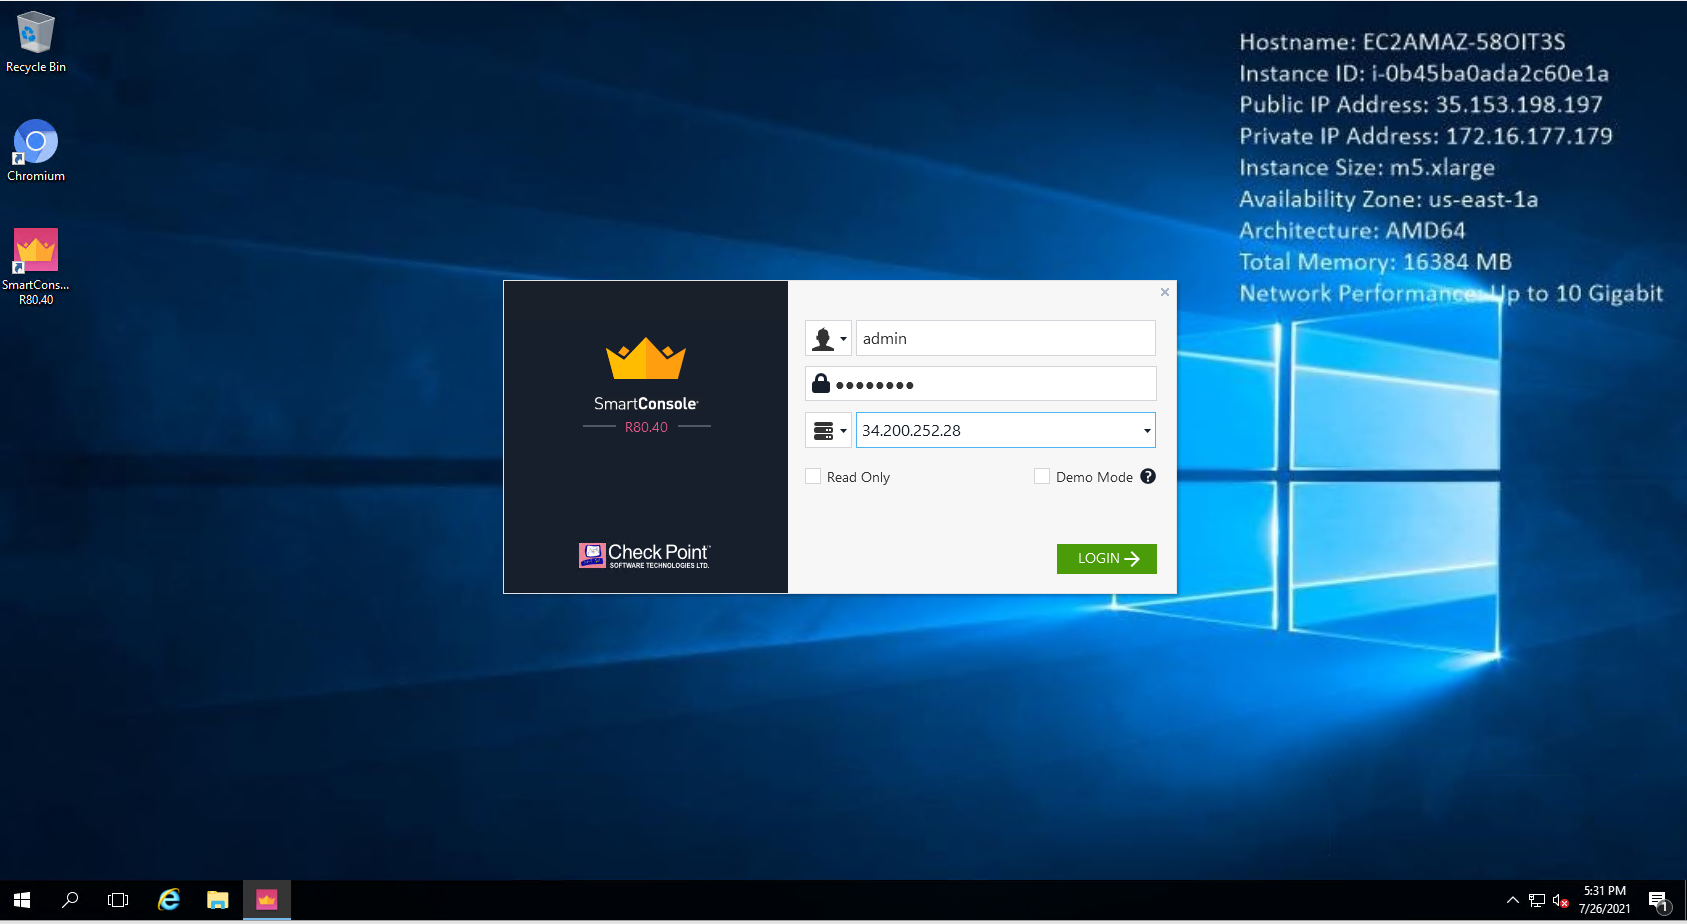 Recycle Bin
Chromium
SmartCons...
R80.40
Hostname: EC2AMAZ-58OIT3S
Instance ID: i-0b45ba0ada2c60e1a
Public IP Address: 35.153.198.197
Private IP Address: 172.16.177.179
Instance Size: m5.xlarge
Availability Zone: us-east-1a
Architecture: AMD64
Total Memory: 16384 MB
Network Performance: Up to 10 Gigabit
SmartConsole
R80.40
Check Point™
SOFTWARE TECHNOLOGIES LTD.
admin
●●●●●●●●
34.200.252.28
Read Only
Demo Mode ?
LOGIN
5:31 PM
7/26/2021
1